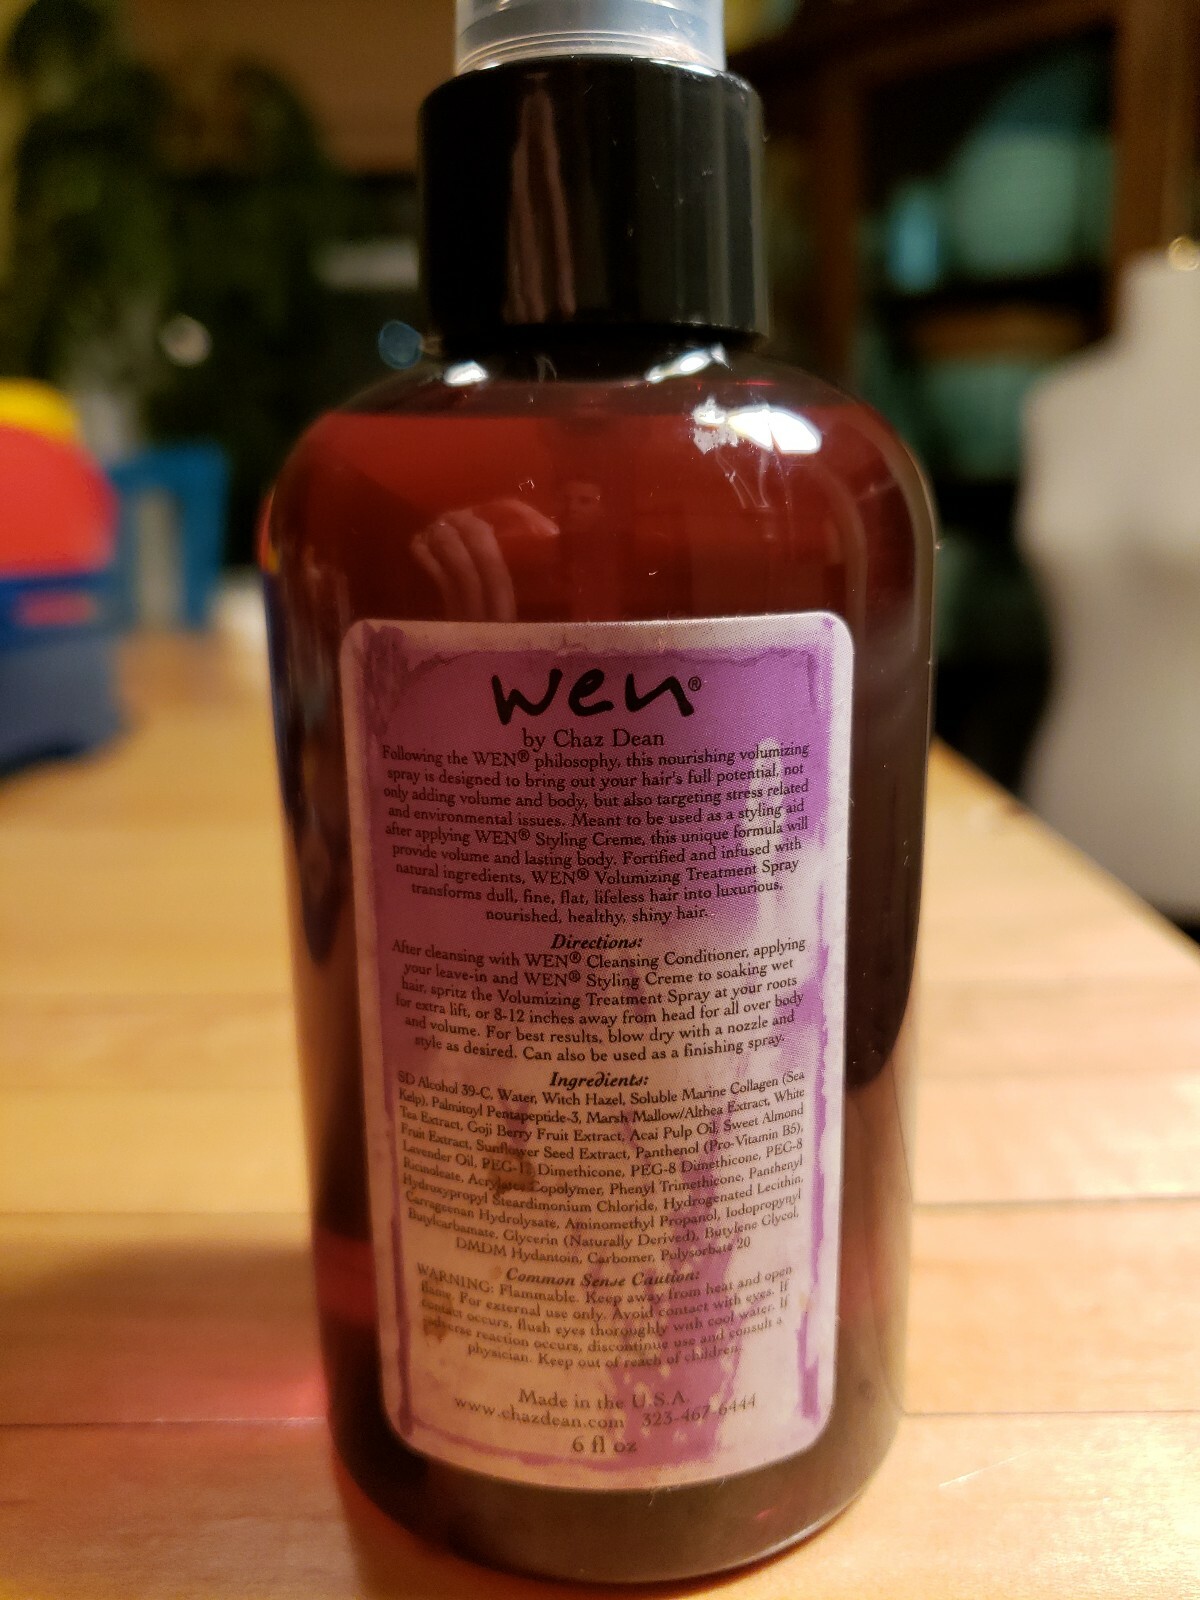 wen®
by Chaz Dean
Following the WEN® philosophy, this nourishing volumizing
spray is designed to bring out your hair's full potential, not
only adding volume and body, but also targeting stress related
and environmental issues. Meant to be used as a styling aid
after applying WEN® Styling Creme, this unique formula will
provide volume and lasting body. Fortified and infused with
natural ingredients, WEN® Volumizing Treatment Spray
transforms dull, fine, flat, lifeless hair into luxurious,
nourished, healthy, shiny hair.
Directions:
After cleansing with WEN® Cleansing Conditioner, applying
your leave-in and WEN® Styling Creme to soaking wet
hair, spritz the Volumizing Treatment Spray at your roots
for extra lift, or 8-12 inches away from head for all over body
and volume. For best results, blow dry with a nozzle and
style as desired. Can also be used as a finishing spray.
Ingredients:
SD Alcohol 39-C, Water, Witch Hazel, Soluble Marine Collagen (Sea
Kelp), Palmitoyl Pentapeptide-3, Marsh Mallow/Althea Extract, White
Tea Extract, Goji Berry Fruit Extract, Acai Pulp Oil, Sweet Almond
Fruit Extract, Sunflower Seed Extract, Panthenol (Pro-Vitamin B5),
Lavender Oil, PEG-12 Dimethicone, PEG-8 Dimethicone, PEG-8
Ricinoleate, Acrylates Copolymer, Phenyl Trimethicone, Panthenyl
Hydroxypropyl Steardimonium Chloride, Hydrogenated Lecithin,
Carrageenan Hydrolysate, Aminomethyl Propanol, Iodopropynyl
Butylcarbamate, Glycerin (Naturally Derived), Butylene Glycol,
DMDM Hydantoin, Carbomer, Polysorbate 20
Common Sense Caution:
WARNING: Flammable. Keep away from heat and open
flame. For external use only. Avoid contact with eyes. If
contact occurs, flush eyes thoroughly with cool water. If
adverse reaction occurs, discontinue use and consult a
physician. Keep out of reach of children.
Made in the U.S.A.
www.chazdean.com 323-467-6444
6 fl oz